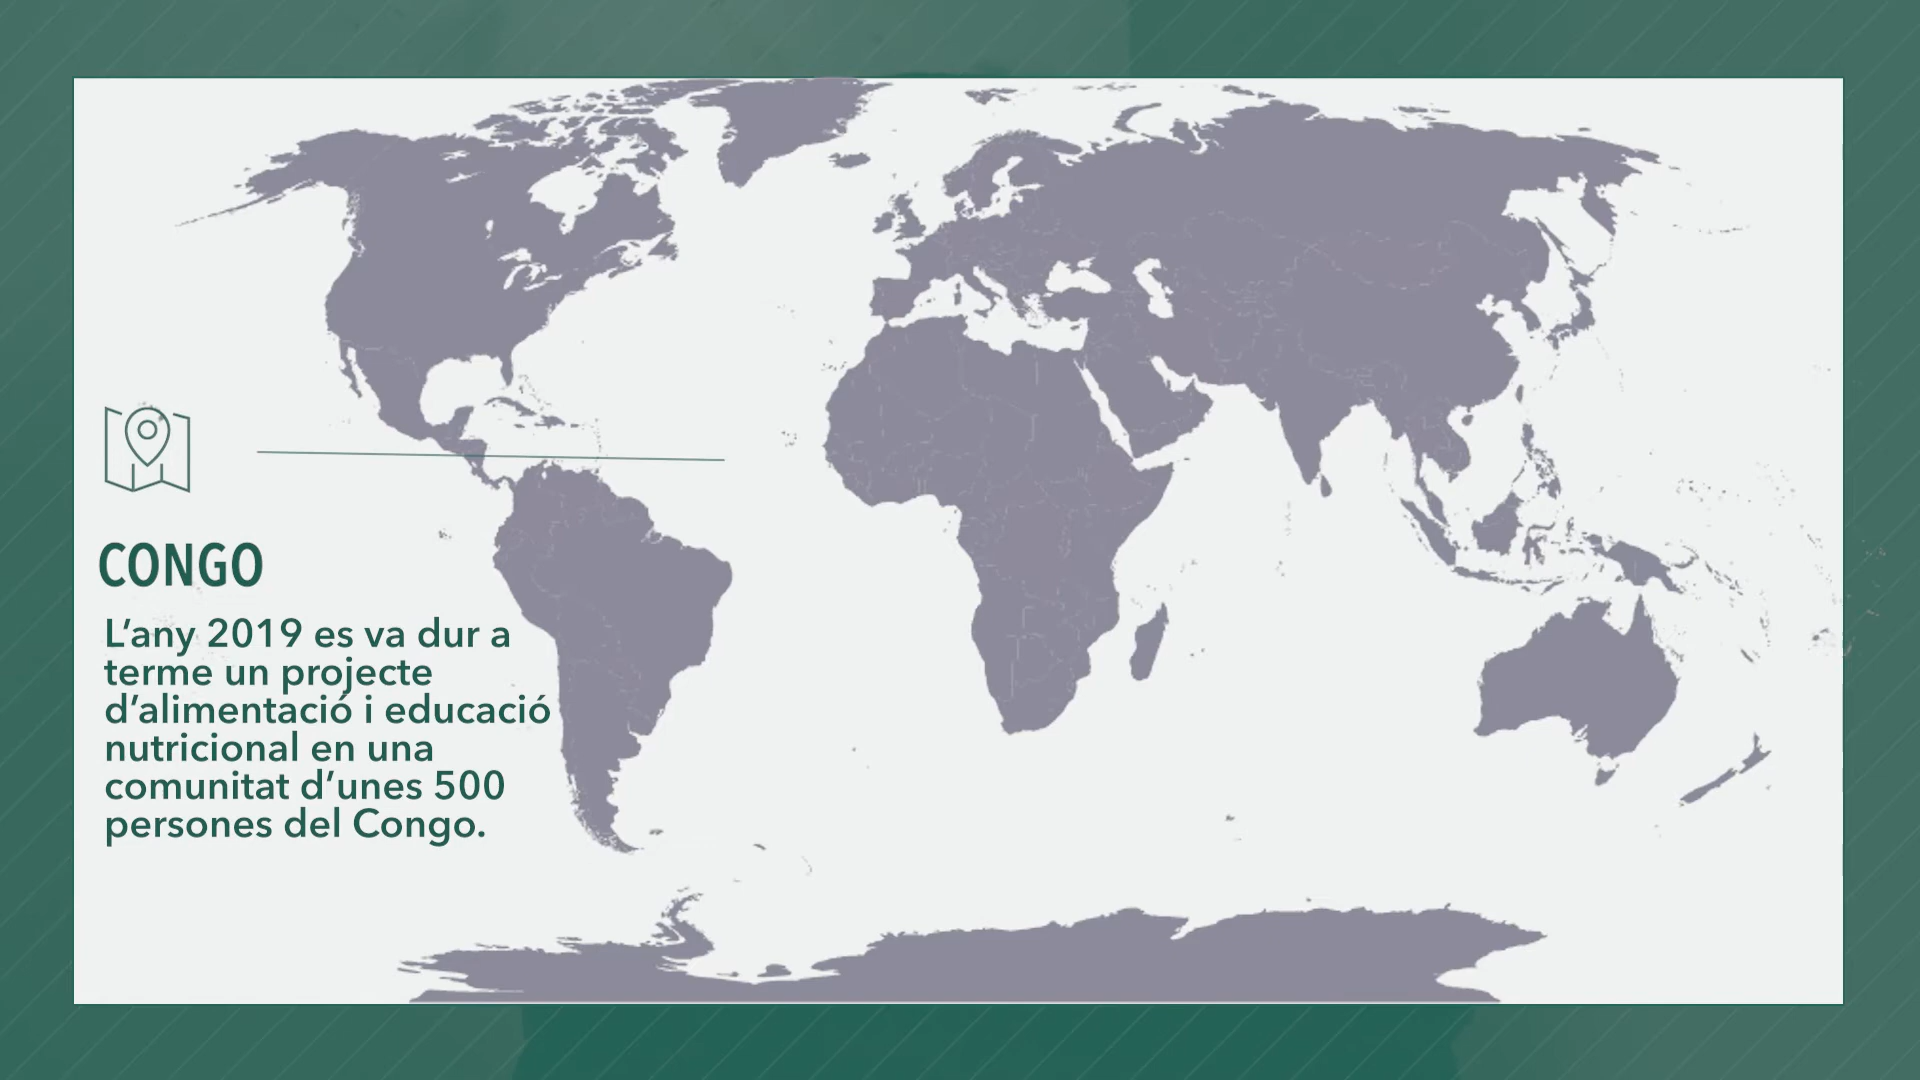 CONGO
L’any 2019 es va dur a
terme un projecte
d’alimentació i educació
nutricional en una
comunitat d’unes 500
persones del Congo.